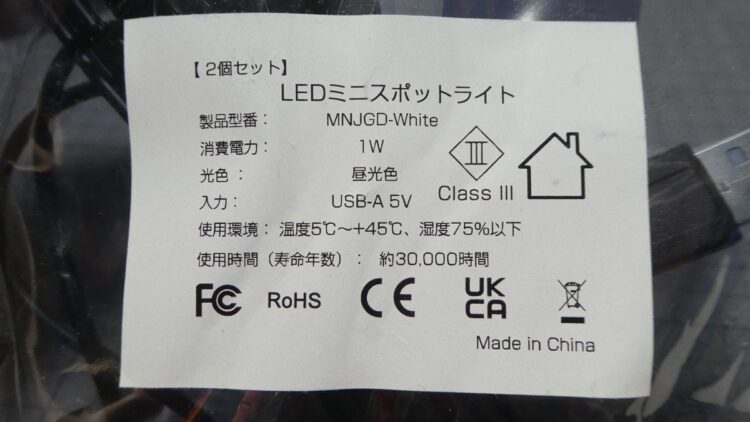 【2個セット】
LEDミニスポットライト
製品型番： MNJGD-White
消費電力： 1W
光色： 昼光色
入力： USB-A 5V
Class III
使用環境： 温度5℃〜+45℃、湿度75%以下
使用時間（寿命年数）： 約30,000時間
FC RoHS CE UK CA
Made in China